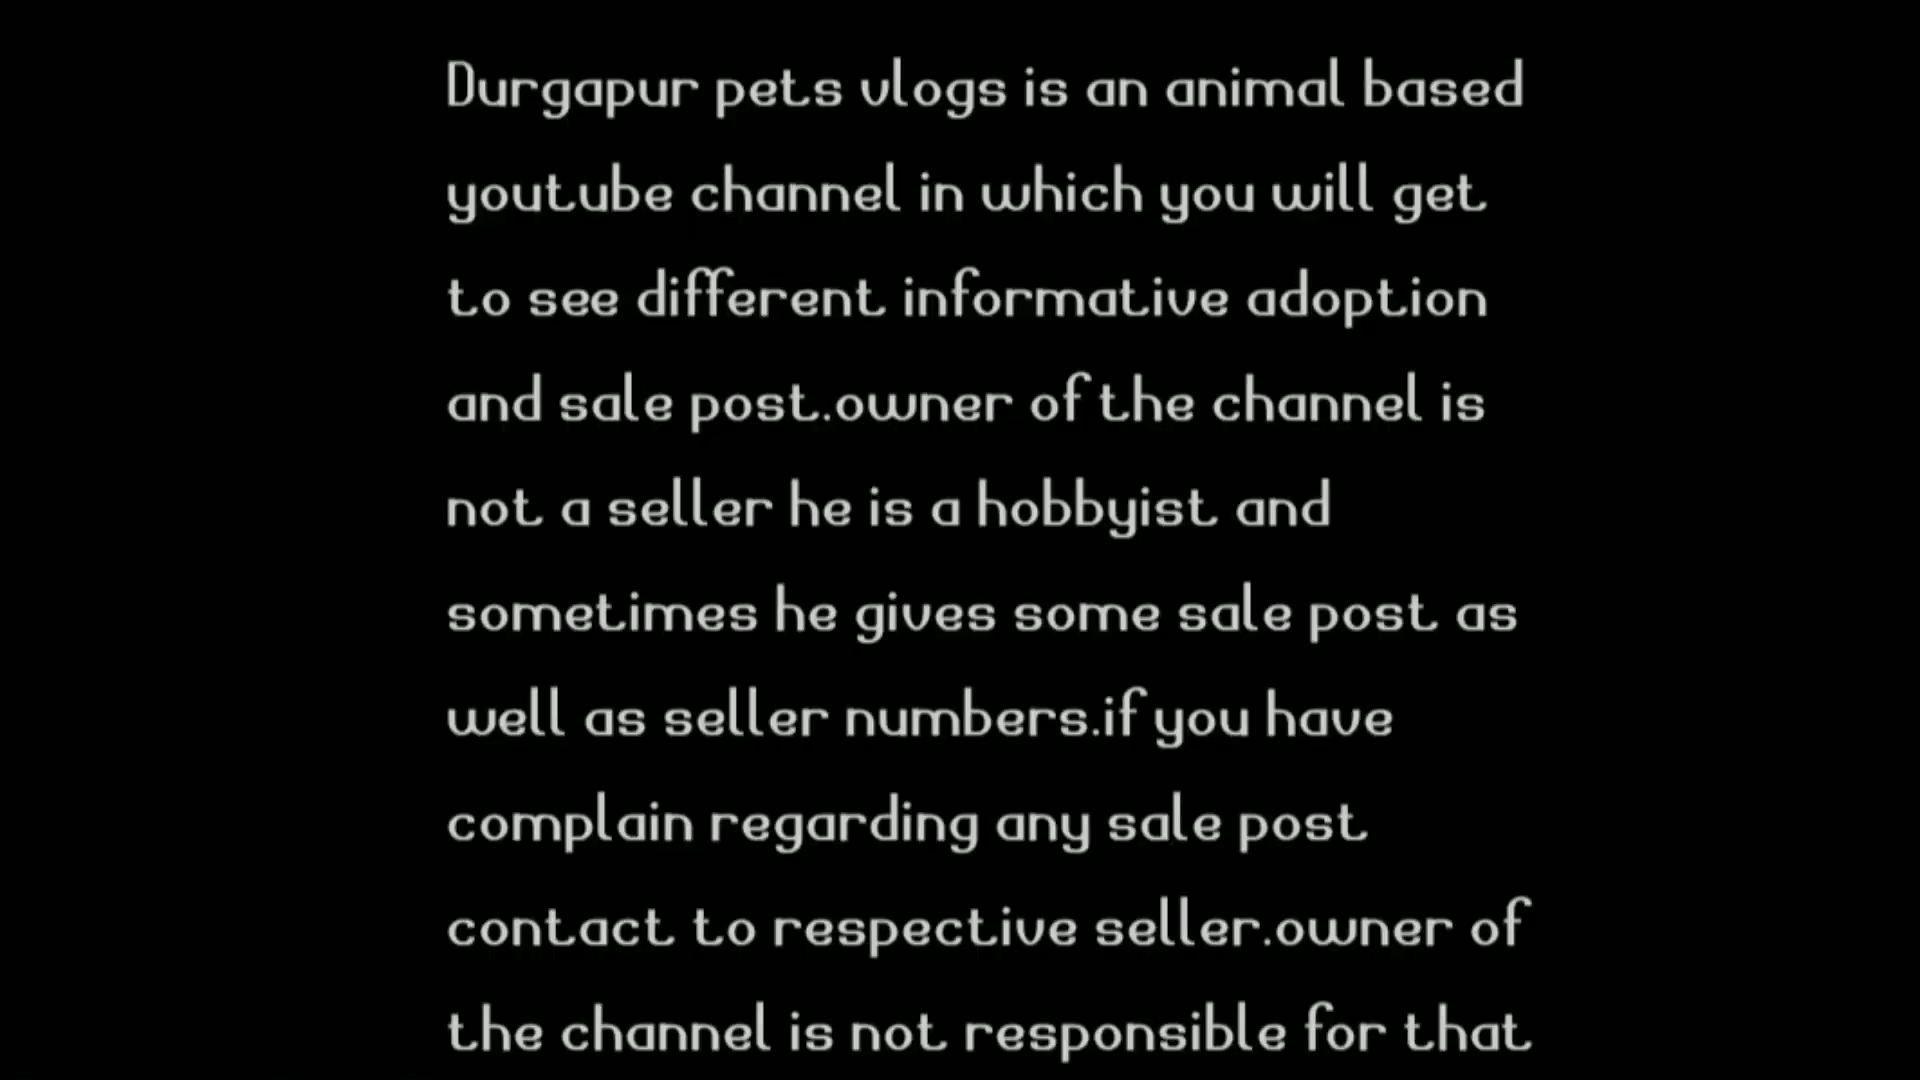 Durgapur pets vlogs is an animal based
youtube channel in which you will get
to see different informative adoption
and sale post.owner of the channel is
not a seller he is a hobbyist and
sometimes he gives some sale post as
well as seller numbers.if you have
complain regarding any sale post
contact to respective seller.owner of
the channel is not responsible for that